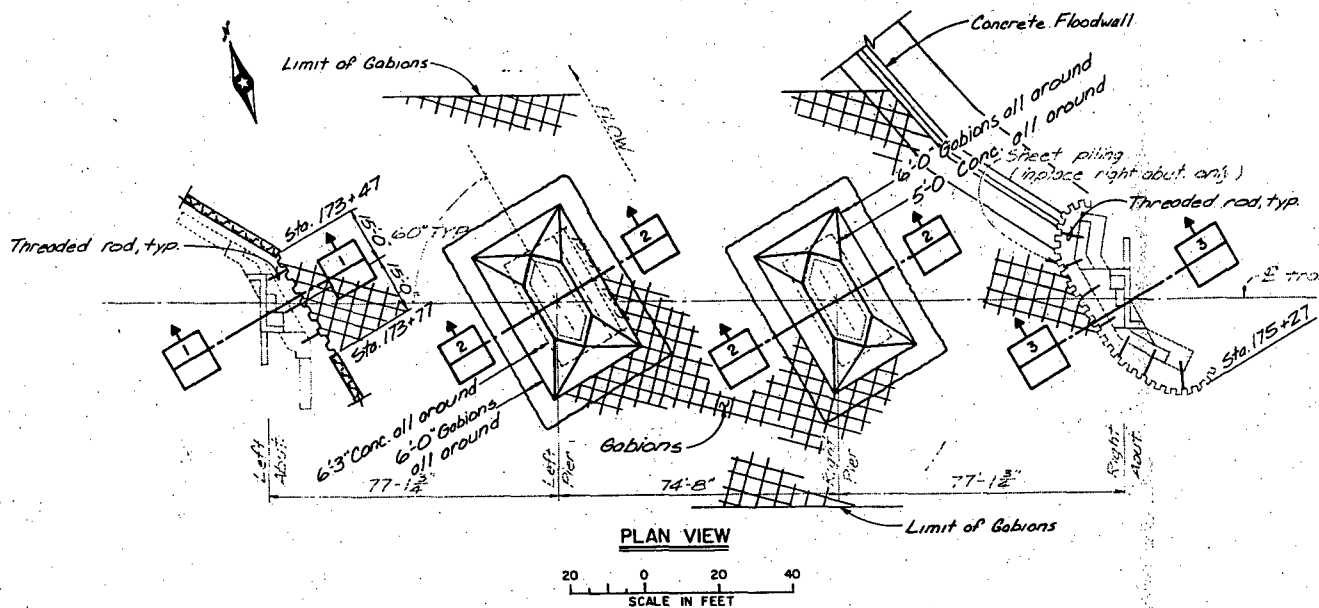 N
Limit of Gabions
FLOW
Concrete Floodwall
6'-0" Gabions all around
5'-0 Conc. all around
Sheet piling
(inplace right abut. only)
Threaded rod, typ.
Threaded rod, typ.
Sta. 173+47
15'-0
15'-0"
60° TYP
1
2
2
3
1
2
2
3
Sta. 173+77
Sta. 175+27
6'-3" Conc. all around
6'-0" Gabions
all around
Gabions
Left
Abut.
Left
Pier
Right
Pier
Right
Abut.
77'-1 3/4"
74'-8"
77'-1 3/4"
Limit of Gabions
PLAN VIEW
20 0 20 40
SCALE IN FEET